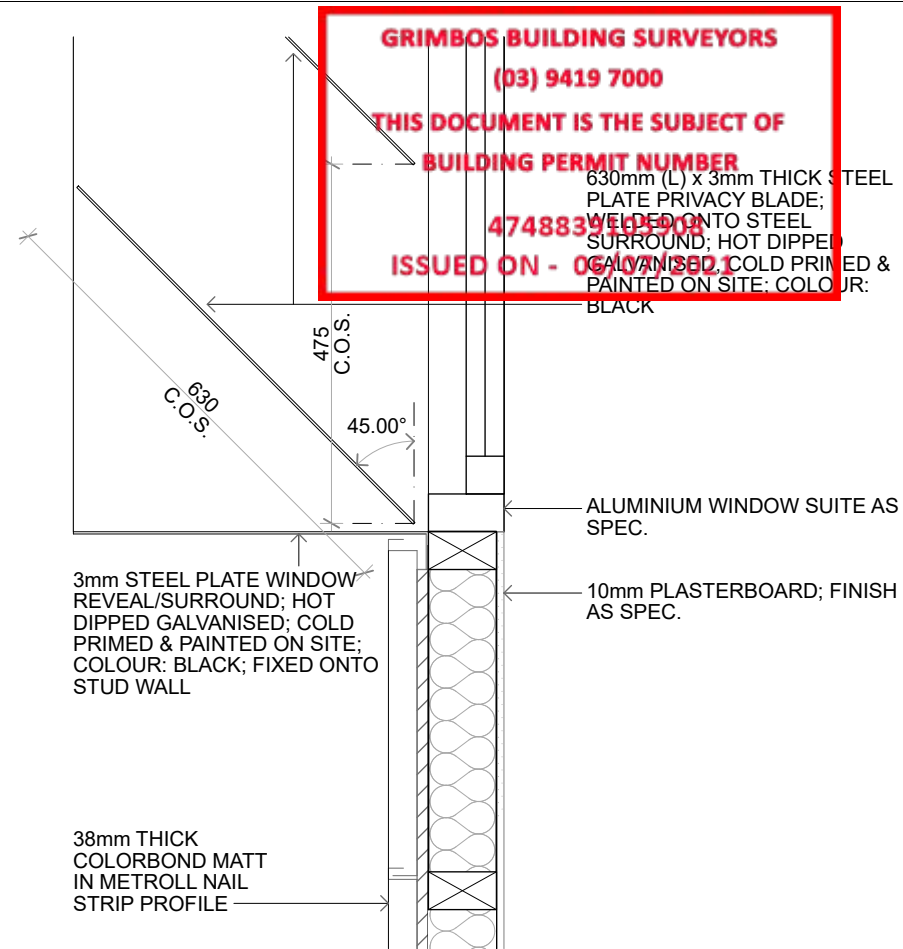 GRIMBOS BUILDING SURVEYORS
(03) 9419 7000
THIS DOCUMENT IS THE SUBJECT OF
BUILDING PERMIT NUMBER
4748839105908
ISSUED ON - 06/07/2021
630mm (L) x 3mm THICK STEEL
PLATE PRIVACY BLADE;
WELDED ONTO STEEL
SURROUND; HOT DIPPED
GALVANISED, COLD PRIMED &
PAINTED ON SITE; COLOUR:
BLACK
475
C.O.S.
630
C.O.S.
45.00°
ALUMINIUM WINDOW SUITE AS
SPEC.
10mm PLASTERBOARD; FINISH
AS SPEC.
3mm STEEL PLATE WINDOW
REVEAL/SURROUND; HOT
DIPPED GALVANISED; COLD
PRIMED & PAINTED ON SITE;
COLOUR: BLACK; FIXED ONTO
STUD WALL
38mm THICK
COLORBOND MATT
IN METROLL NAIL
STRIP PROFILE